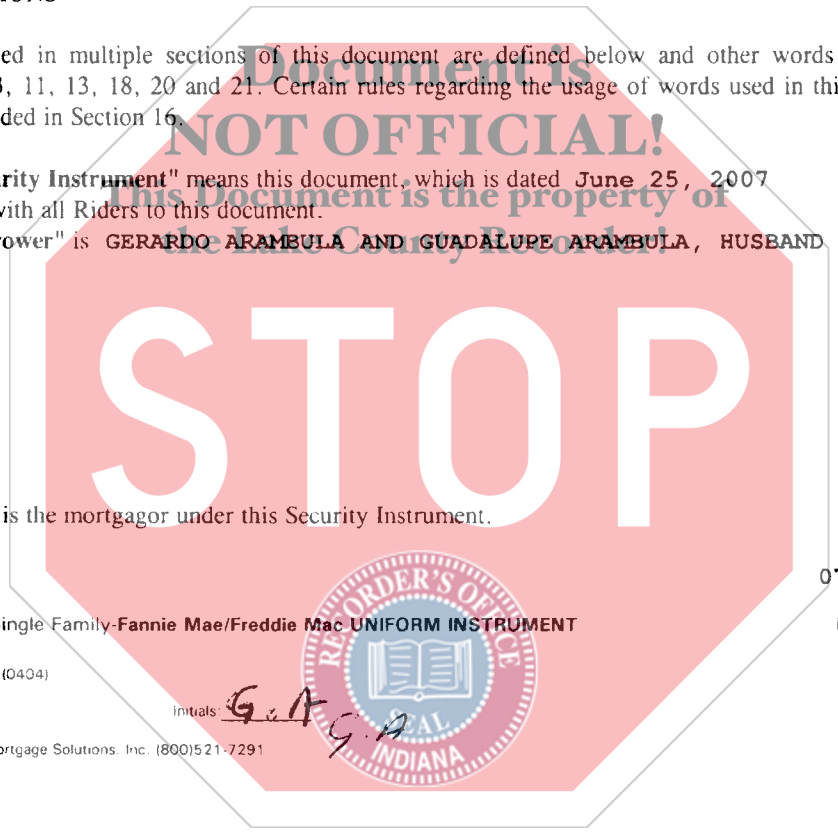 ed in multiple sections of this document are defined below and other words
, 11, 13, 18, 20 and 21. Certain rules regarding the usage of words used in thi
ded in Section 16.
Document is
NOT OFFICIAL!
This Document is the property of
the Lake County Recorder!
rity Instrument" means this document, which is dated June 25, 2007
with all Riders to this document.
ower" is GERARDO ARAMBULA AND GUADALUPE ARAMBULA, HUSBAND
STOP
is the mortgagor under this Security Instrument.
ingle Family-Fannie Mae/Freddie Mac UNIFORM INSTRUMENT
(0404)
Initials: G.A G.A
ortgage Solutions, Inc. (800)521-7291
RECORDER'S OFFICE
SEAL
INDIANA